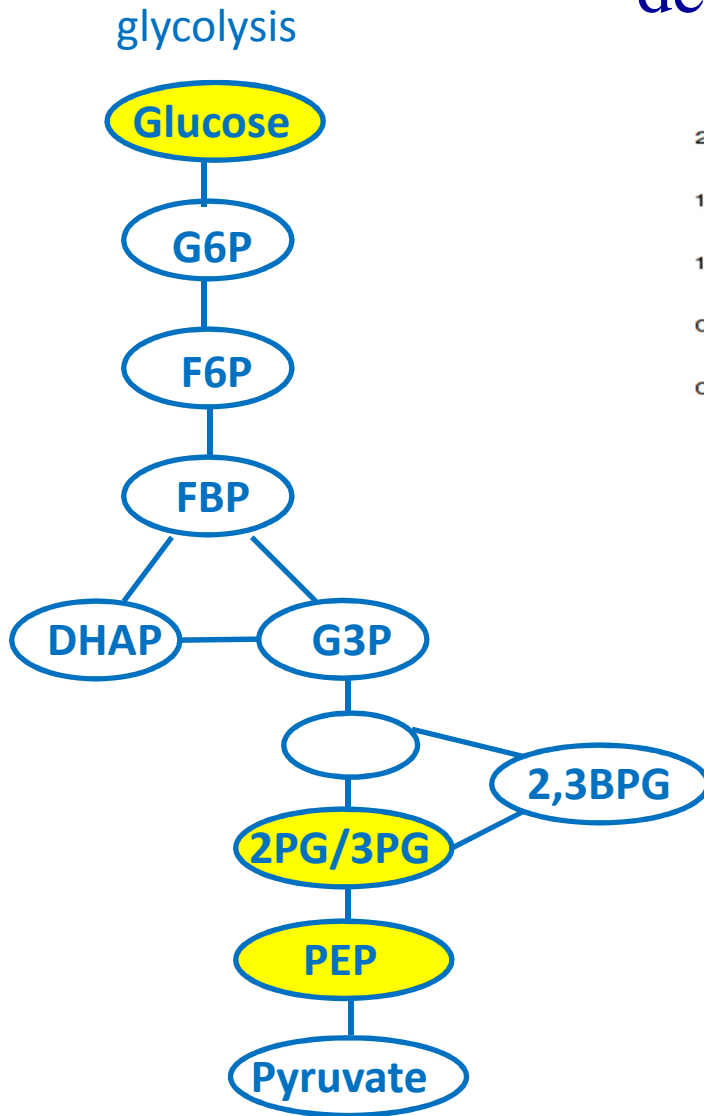 glycolysis
Glucose
G6P
F6P
FBP
DHAP
G3P
2,3BPG
2PG/3PG
PEP
Pyruvate